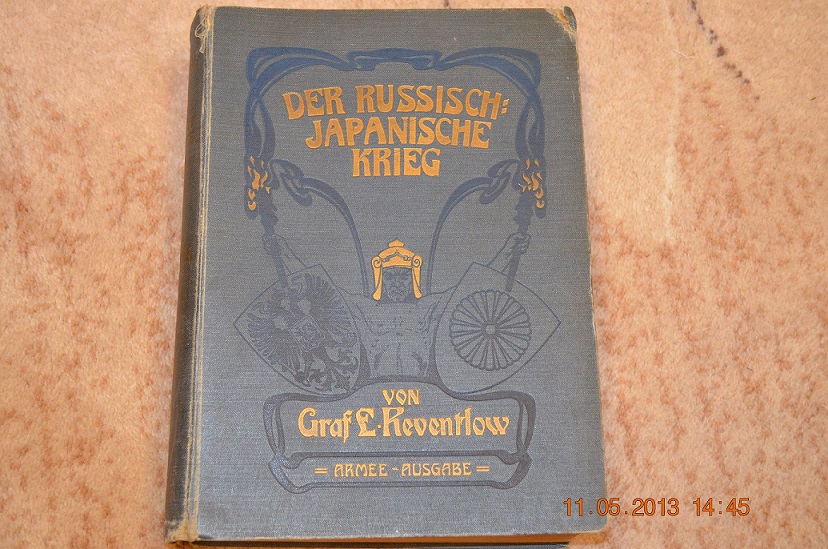 DER RUSSISCH:
JAPANISCHE
KRIEG
VON
Graf E. Reventlow
= ARMEE - AUSGABE =
11.05.2013 14:45